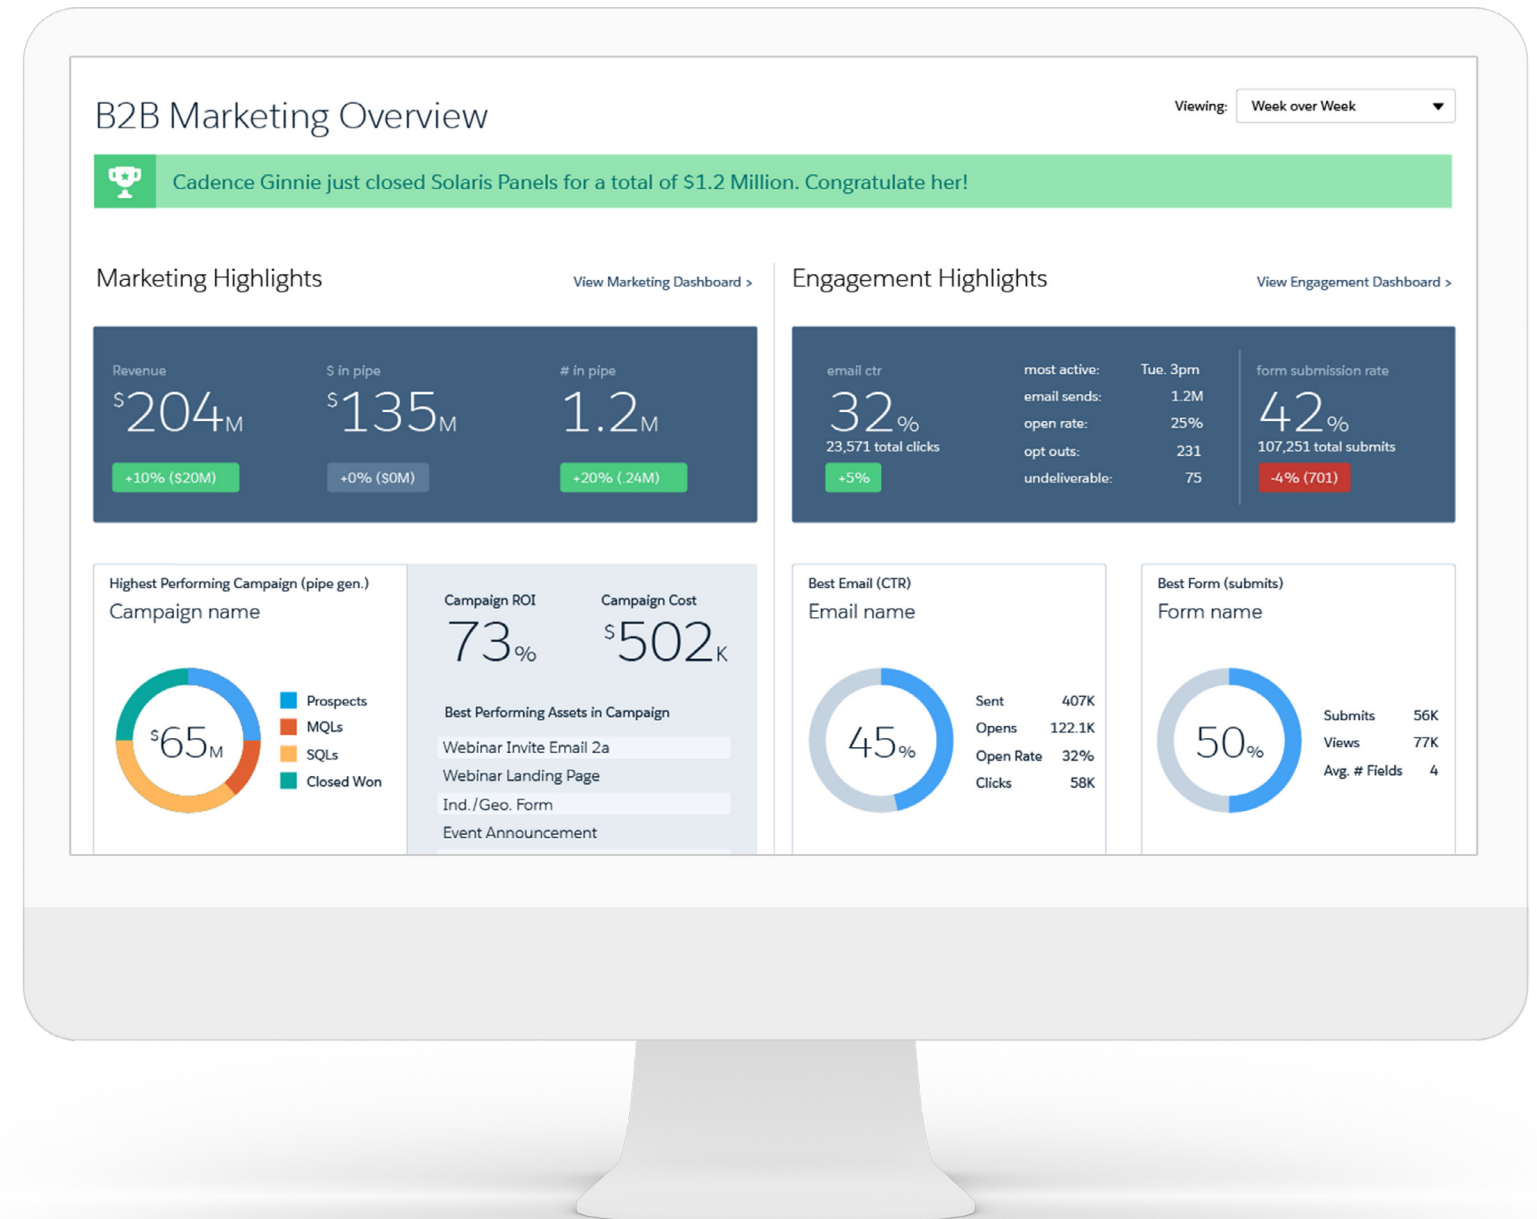 B2B Marketing Overview
Viewing: Week over Week
Cadence Ginnie just closed Solaris Panels for a total of $1.2 Million. Congratulate her!
Marketing Highlights
View Marketing Dashboard >
Revenue
$204M
+10% ($20M)
$ in pipe
$135M
+0% ($0M)
# in pipe
1.2M
+20% (.24M)
Highest Performing Campaign (pipe gen.)
Campaign name
$65M
Prospects
MQLs
SQLs
Closed Won
Campaign ROI
73%
Campaign Cost
$502K
Best Performing Assets in Campaign
Webinar Invite Email 2a
Webinar Landing Page
Ind./Geo. Form
Event Announcement
Engagement Highlights
View Engagement Dashboard >
email ctr
32%
23,571 total clicks
+5%
most active: Tue. 3pm
email sends: 1.2M
open rate: 25%
opt outs: 231
undeliverable: 75
form submission rate
42%
107,251 total submits
-4% (701)
Best Email (CTR)
Email name
45%
Sent 407K
Opens 122.1K
Open Rate 32%
Clicks 58K
Best Form (submits)
Form name
50%
Submits 56K
Views 77K
Avg. # Fields 4